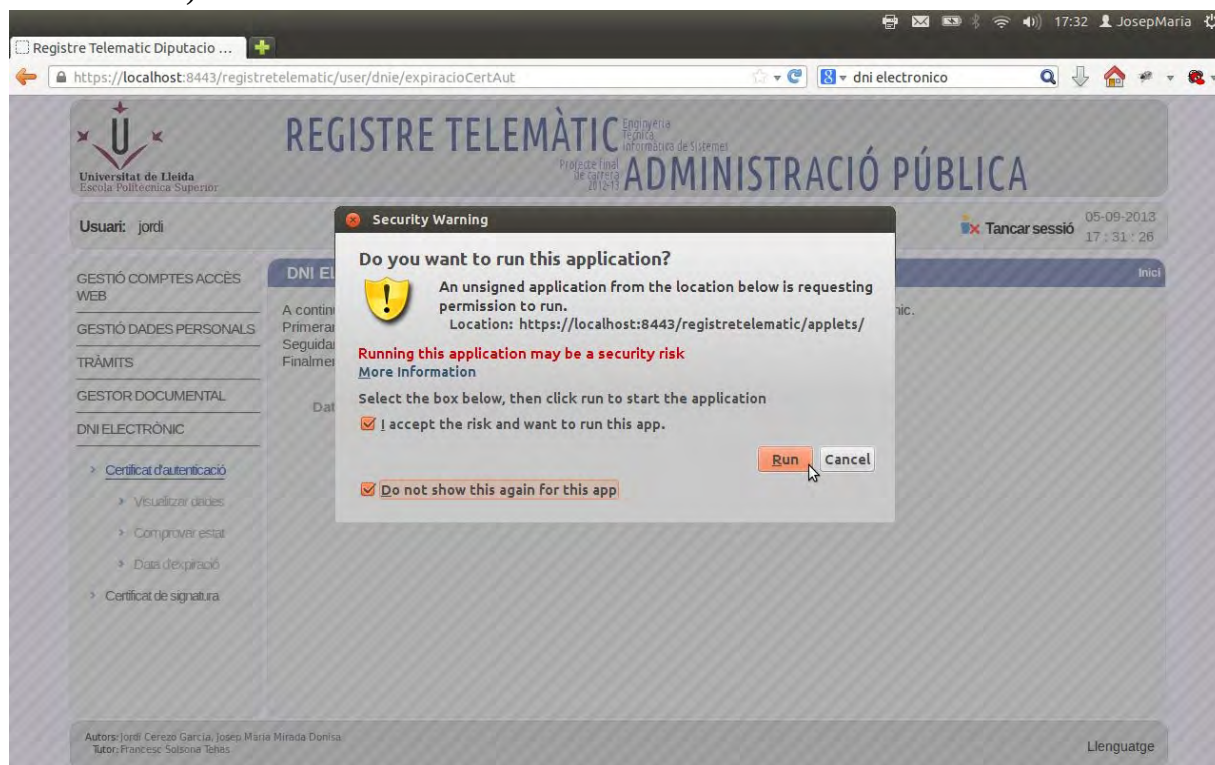 17:32 JosepMaria
Registre Telematic Diputacio ...
https://localhost:8443/registretelematic/user/dnie/expiracioCertAut
dni electronico
Universitat de Lleida
Escola Politècnica Superior
REGISTRE TELEMÀTIC
Enginyeria
Tècnica
Informàtica de Sistemes
Projecte final
de carrera
2012-13
ADMINISTRACIÓ PÚBLICA
Usuari: jordi
Tancar sessió
05-09-2013
17 : 31 : 26
GESTIÓ COMPTES ACCÈS
WEB
GESTIÓ DADES PERSONALS
TRÀMITS
GESTOR DOCUMENTAL
DNI ELECTRÒNIC
Certificat d'autenticació
Visualitzar dades
Comprovar estat
Data d'expiració
Certificat de signatura
DNI EL
Inici
A contin
nic.
Primerar
Seguidar
Finalmer
Dat
Security Warning
Do you want to run this application?
An unsigned application from the location below is requesting
permission to run.
Location: https://localhost:8443/registretelematic/applets/
Running this application may be a security risk
More Information
Select the box below, then click run to start the application
I accept the risk and want to run this app.
Run Cancel
Do not show this again for this app
Autors: Jordi Cerezo Garcia, Josep Maria Mirada Donisa
Tutor: Francesc Solsona Tehas
Llenguatge